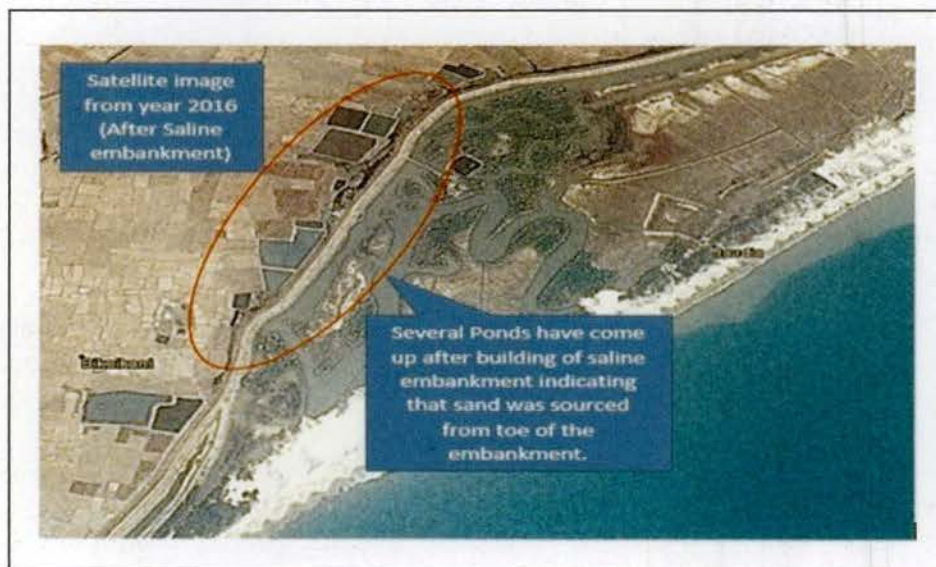 Satellite image
from year 2016
(After Saline
embankment)
Several Ponds have come
up after building of saline
embankment indicating
that sand was sourced
from toe of the
embankment.